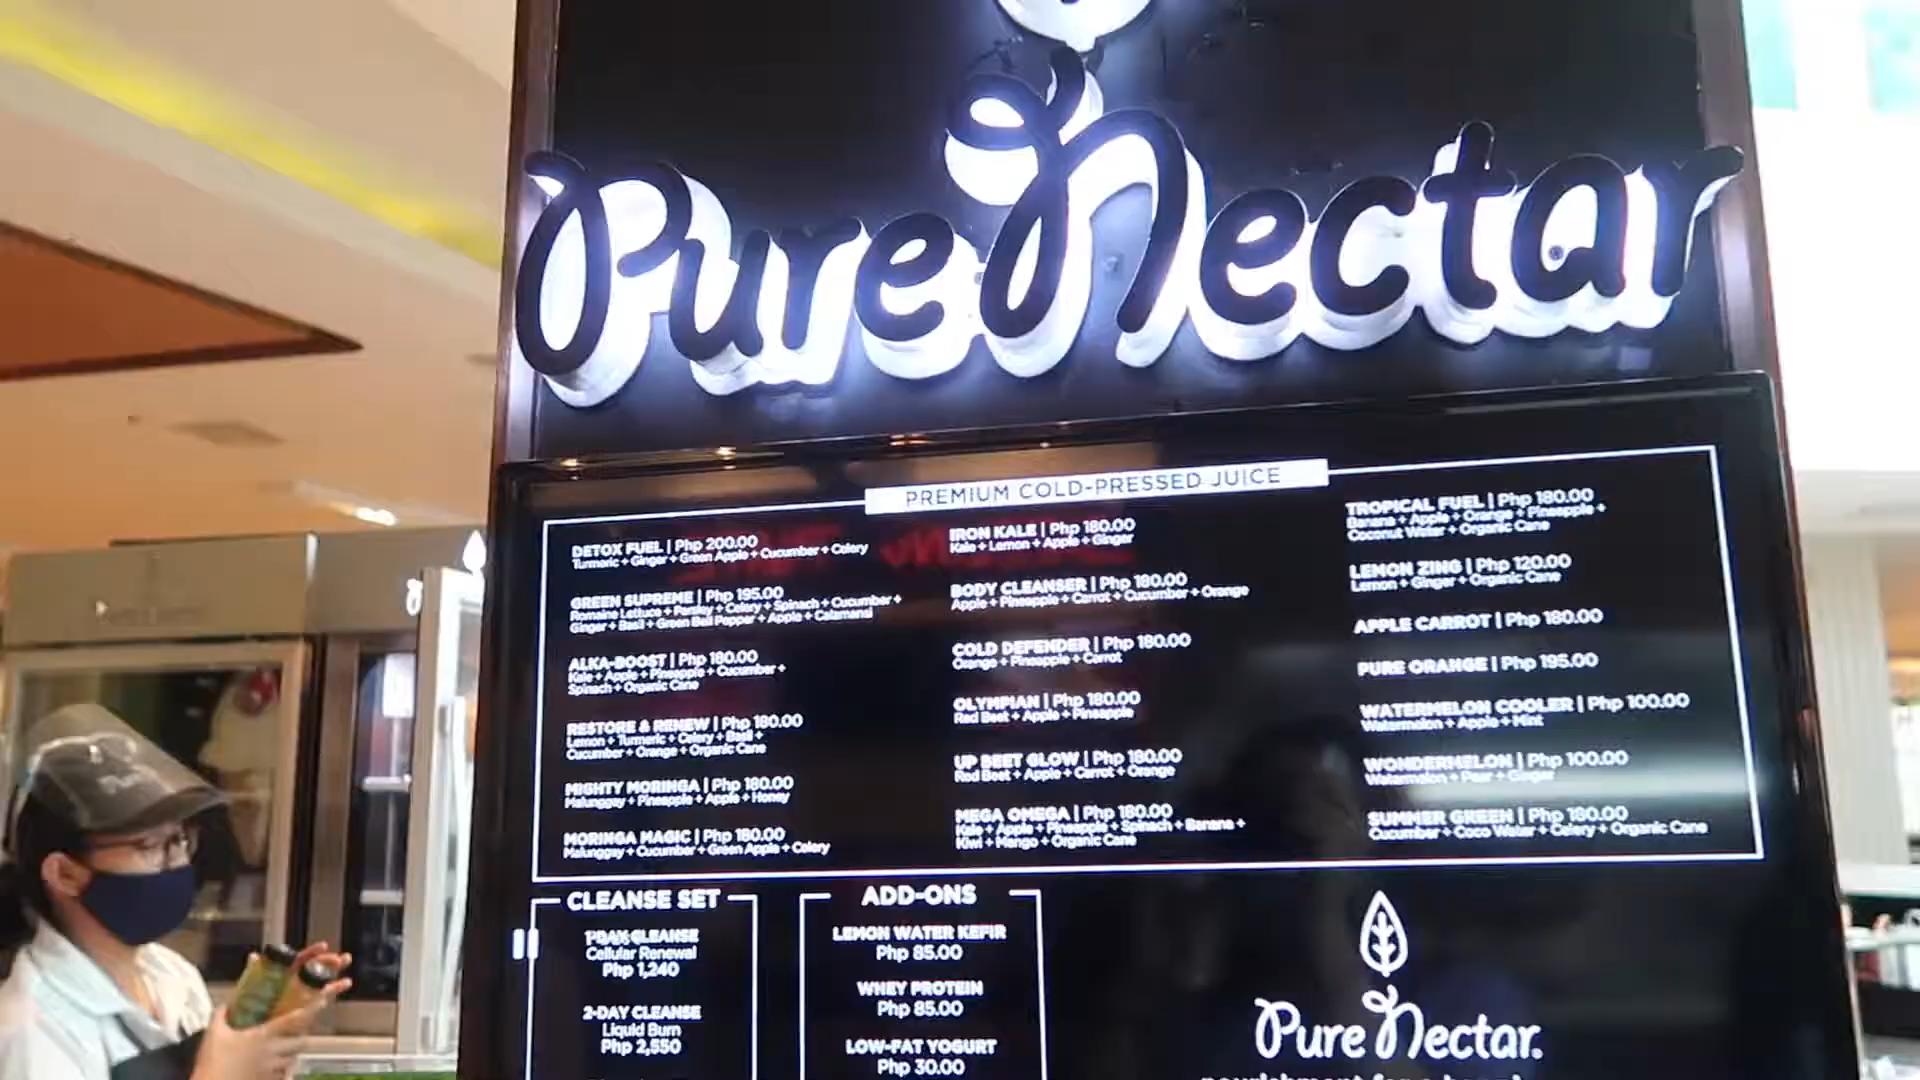 Pure Nectar
PREMIUM COLD-PRESSED JUICE
DETOX FUEL | Php 200.00
Turmeric + Ginger + Green Apple + Cucumber + Celery
GREEN SUPREME | Php 195.00
Romaine Lettuce + Parsley + Celery + Spinach + Cucumber +
Ginger + Basil + Green Bell Pepper + Apple + Calamansi
ALKA-BOOST | Php 180.00
Kale + Apple + Pineapple + Cucumber +
Spinach + Organic Cane
RESTORE & RENEW | Php 180.00
Lemon + Turmeric + Celery + Basil +
Cucumber + Orange + Organic Cane
MIGHTY MORINGA | Php 180.00
Malunggay + Pineapple + Apple + Honey
MORINGA MAGIC | Php 180.00
Malunggay + Cucumber + Green Apple + Celery
IRON KALE | Php 180.00
Kale + Lemon + Apple + Ginger
BODY CLEANSER | Php 180.00
Apple + Pineapple + Carrot + Cucumber + Orange
COLD DEFENDER | Php 180.00
Orange + Pineapple + Carrot
OLYMPIAN | Php 180.00
Red Beet + Apple + Pineapple
UP BEET GLOW | Php 180.00
Red Beet + Apple + Carrot + Orange
MEGA OMEGA | Php 180.00
Kale + Apple + Pineapple + Spinach + Banana +
Kiwi + Mango + Organic Cane
TROPICAL FUEL | Php 180.00
Banana + Apple + Orange + Pineapple +
Coconut Water + Organic Cane
LEMON ZING | Php 120.00
Lemon + Ginger + Organic Cane
APPLE CARROT | Php 180.00
PURE ORANGE | Php 195.00
WATERMELON COOLER | Php 100.00
Watermelon + Apple + Mint
WONDERMELON | Php 100.00
Watermelon + Pear + Ginger
SUMMER GREEN | Php 180.00
Cucumber + Coco Water + Celery + Organic Cane
CLEANSE SET
1-DAY CLEANSE
Cellular Renewal
Php 1,240
2-DAY CLEANSE
Liquid Burn
Php 2,550
ADD-ONS
LEMON WATER KEFIR
Php 85.00
WHEY PROTEIN
Php 85.00
LOW-FAT YOGURT
Php 30.00
Pure Nectar.